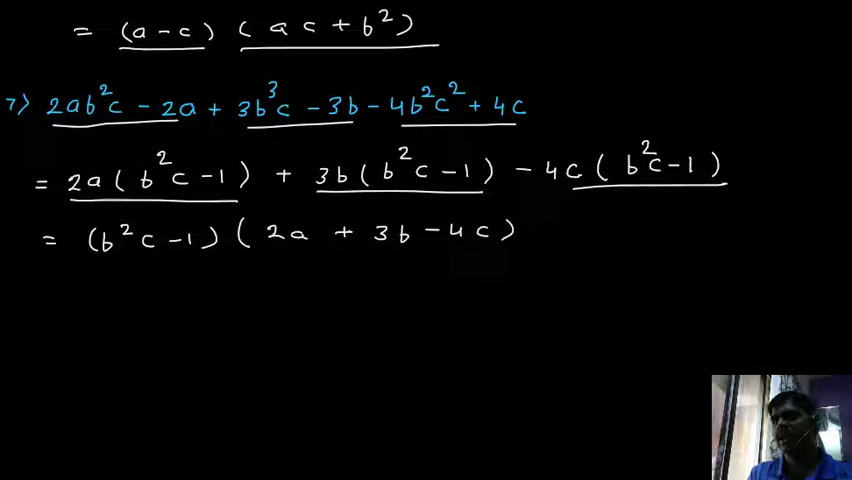 = (a - c) (ac + b²)
7) 2ab²c - 2a + 3b³c - 3b - 4b²c² + 4c
= 2a(b²c - 1) + 3b(b²c - 1) - 4c(b²c - 1)
= (b²c - 1)(2a + 3b - 4c)